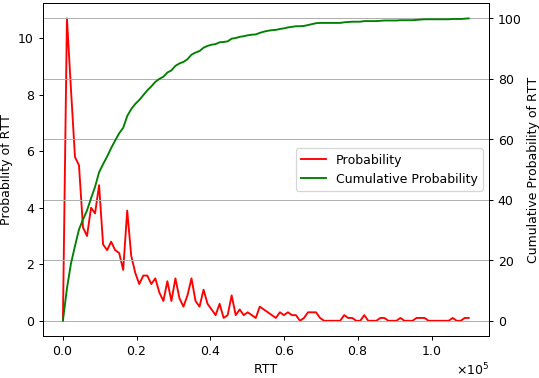 10
8
6
4
2
0
Probability of RTT
100
80
60
40
20
0
Cumulative Probability of RTT
Probability
Cumulative Probability
0.0 0.2 0.4 0.6 0.8 1.0
RTT
×10⁵